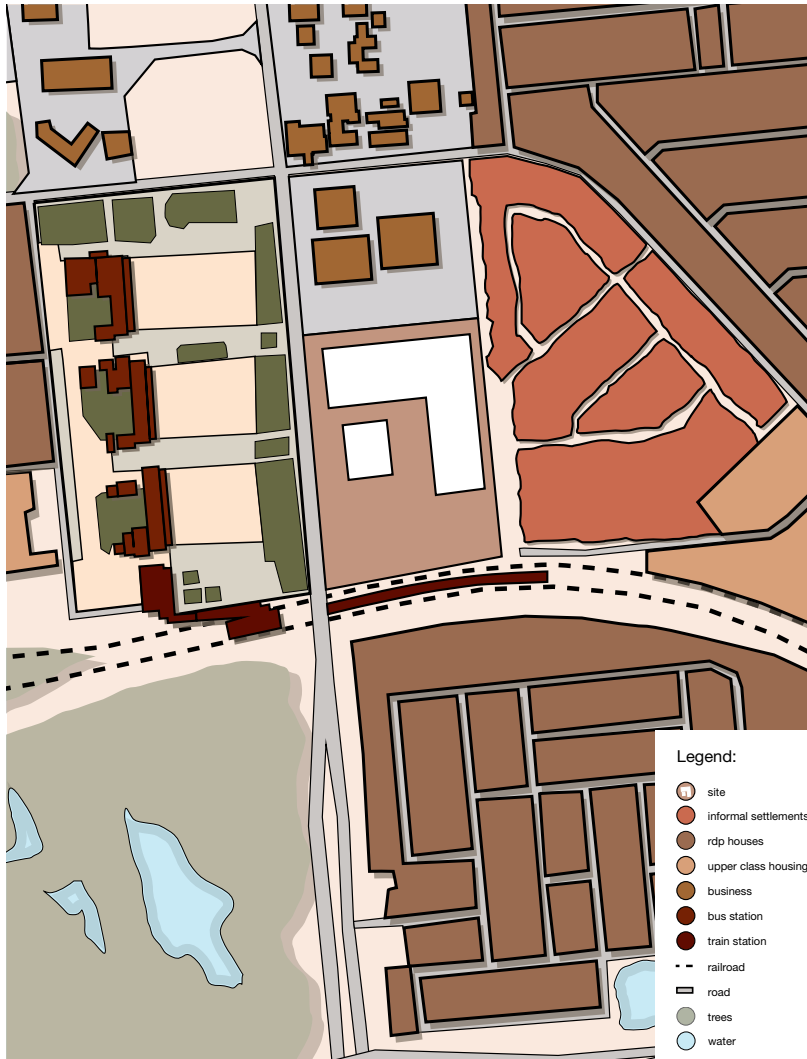 Legend:
site
informal settlements
rdp houses
upper class housing
business
bus station
train station
railroad
road
trees
water